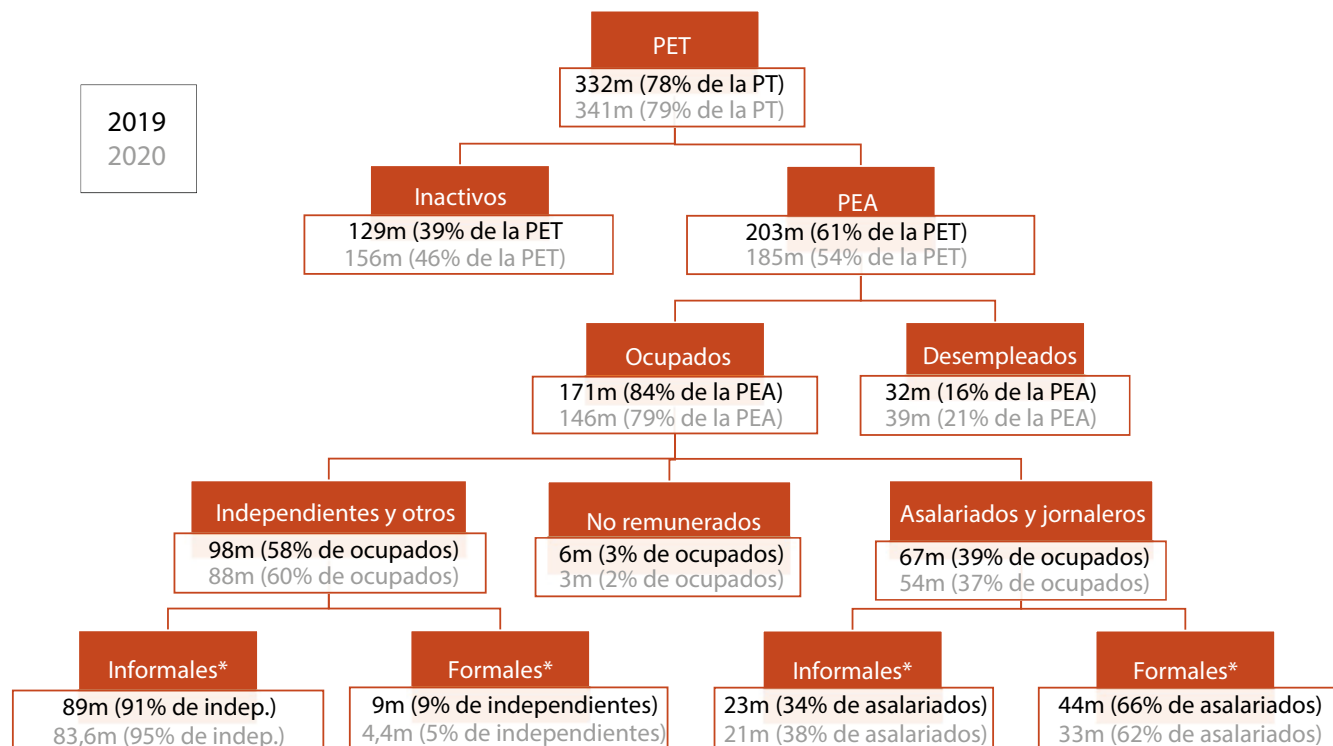 PET
332m (78% de la PT)
341m (79% de la PT)
2019
2020
Inactivos
129m (39% de la PET
156m (46% de la PET)
PEA
203m (61% de la PET)
185m (54% de la PET)
Ocupados
171m (84% de la PEA)
146m (79% de la PEA)
Desempleados
32m (16% de la PEA)
39m (21% de la PEA)
Independientes y otros
98m (58% de ocupados)
88m (60% de ocupados)
No remunerados
6m (3% de ocupados)
3m (2% de ocupados)
Asalariados y jornaleros
67m (39% de ocupados)
54m (37% de ocupados)
Informales*
89m (91% de indep.)
83,6m (95% de indep.)
Formales*
9m (9% de independientes)
4,4m (5% de independientes)
Informales*
23m (34% de asalariados)
21m (38% de asalariados)
Formales*
44m (66% de asalariados)
33m (62% de asalariados)